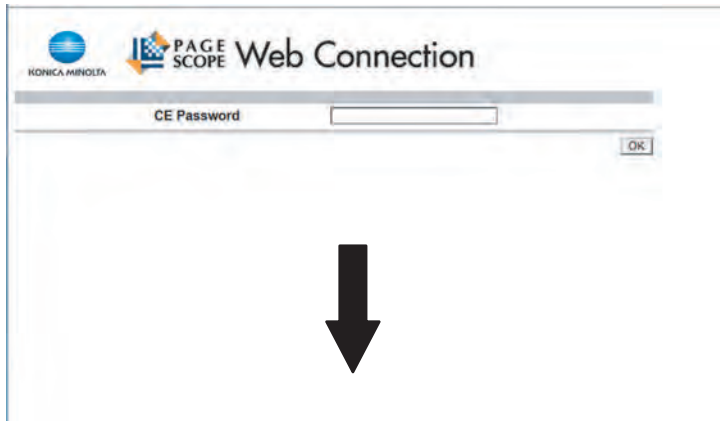 KONICA MINOLTA
PAGE
SCOPE Web Connection
CE Password
OK